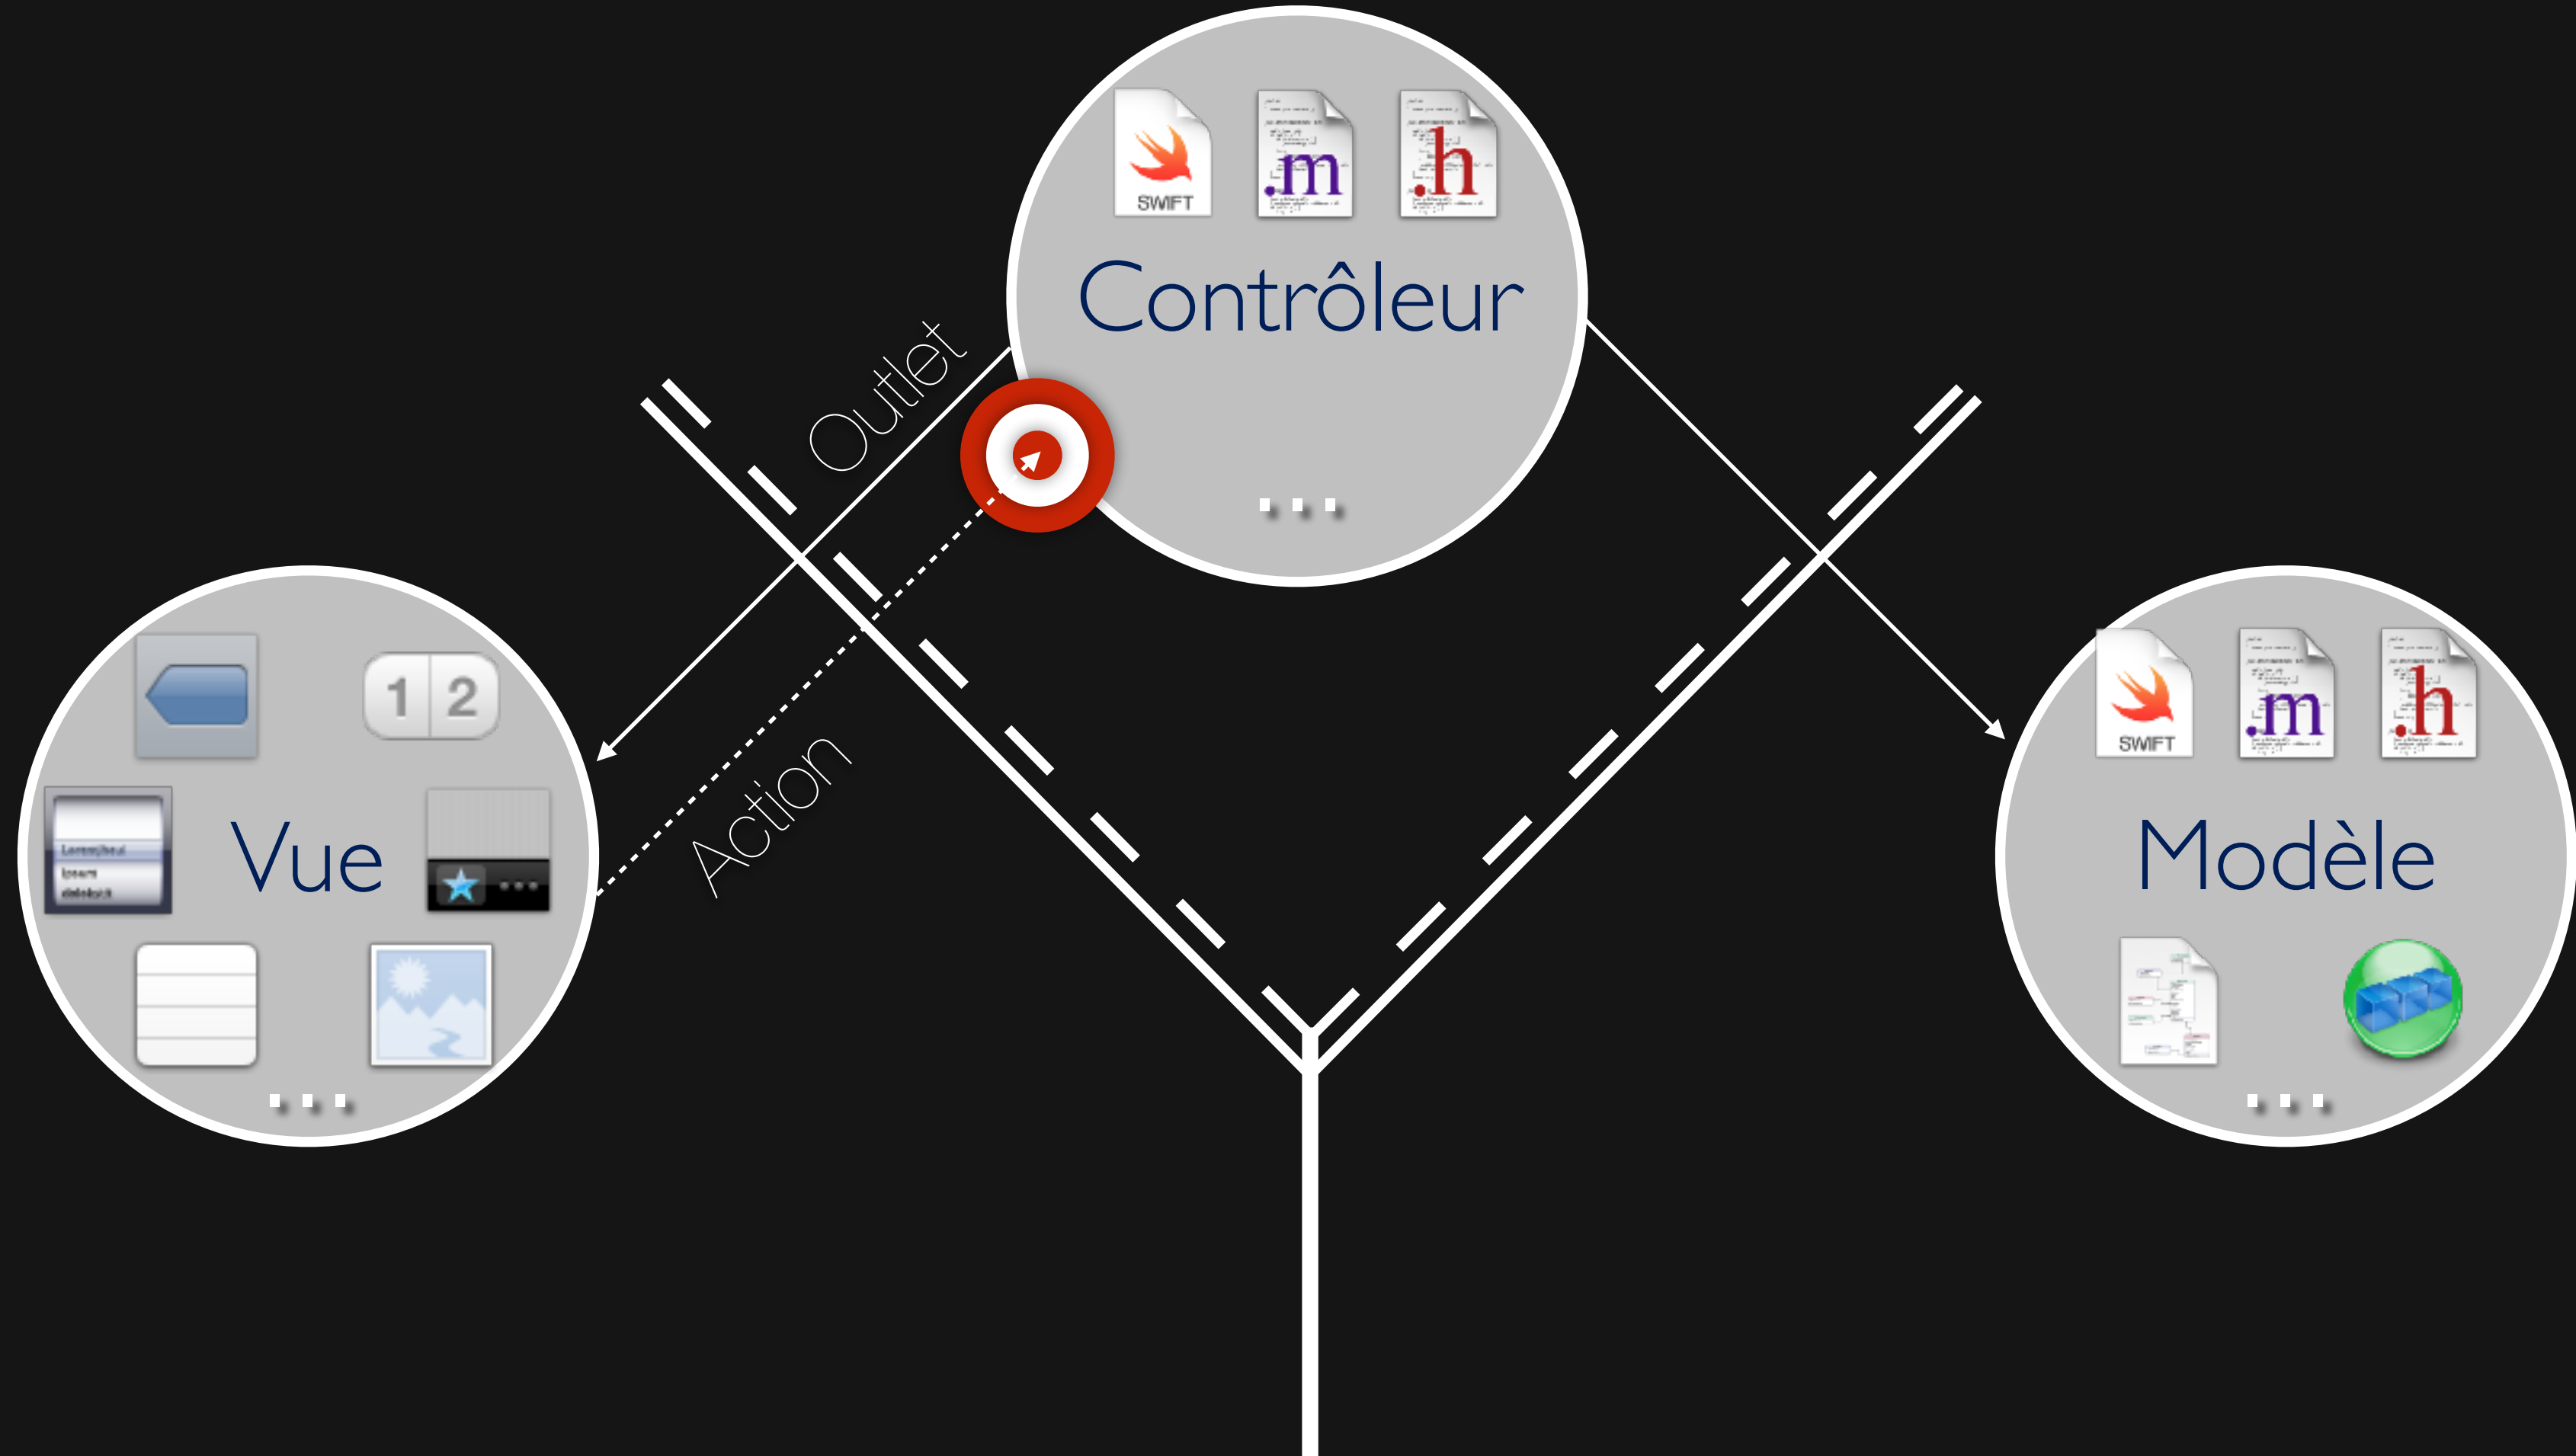 SWIFT
.m
.h
Contrôleur
...
Outlet
Action
1 2
Vue
...
...
SWIFT
.m
.h
Modèle
...